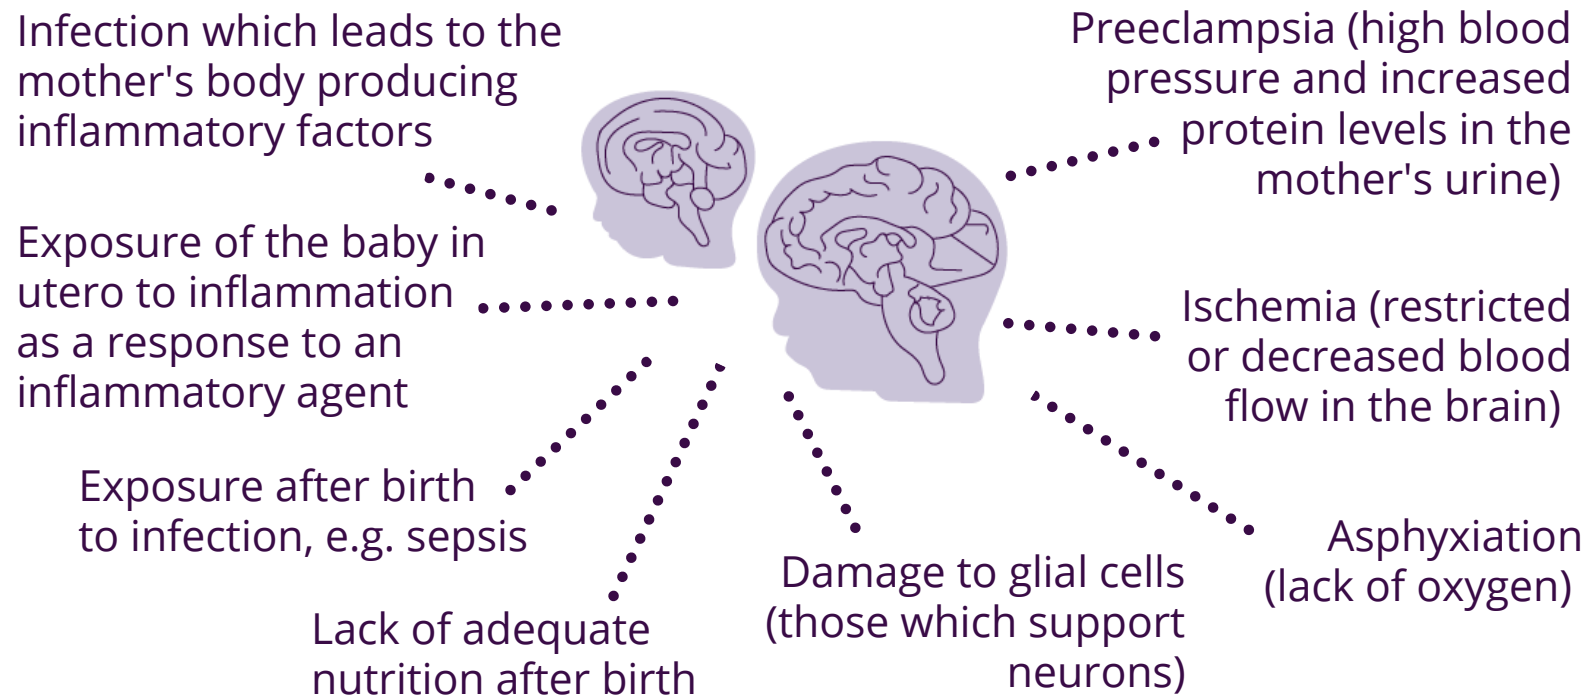 Infection which leads to the
mother's body producing
inflammatory factors
Exposure of the baby in
utero to inflammation
as a response to an
inflammatory agent
Exposure after birth
to infection, e.g. sepsis
Lack of adequate
nutrition after birth
Damage to glial cells
(those which support
neurons)
Asphyxiation
(lack of oxygen)
Ischemia (restricted
or decreased blood
flow in the brain)
Preeclampsia (high blood
pressure and increased
protein levels in the
mother's urine)